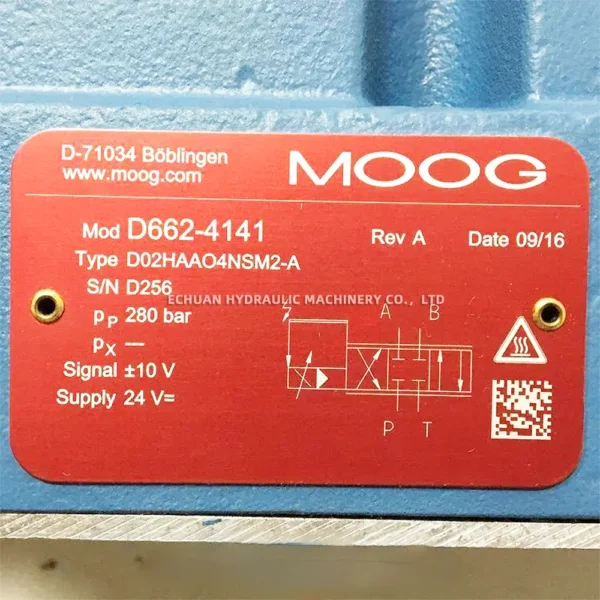 D-71034 Böblingen
www.moog.com
MOOG
Mod D662-4141
Rev A
Date 09/16
Type D02HAAO4NSM2-A
S/N D256
ECHUAN HYDRAULIC MACHINERY CO., LTD
pP 280 bar
pX —
Signal ±10 V
Supply 24 V=
A B
P T